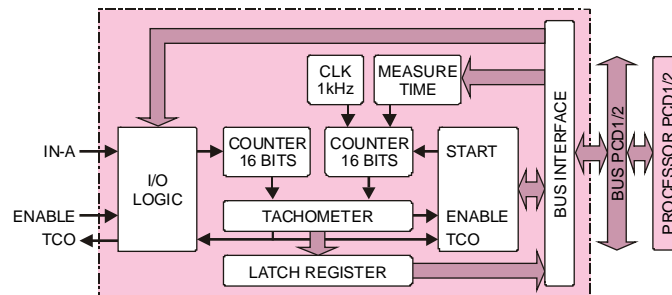 CLK
1kHz
MEASURE
TIME
IN-A
ENABLE
TCO
I/O
LOGIC
COUNTER
16 BITS
COUNTER
16 BITS
START
ENABLE
TCO
TACHOMETER
LATCH REGISTER
BUS INTERFACE
BUS PCD1/2
PROCESSOR PCD1/2